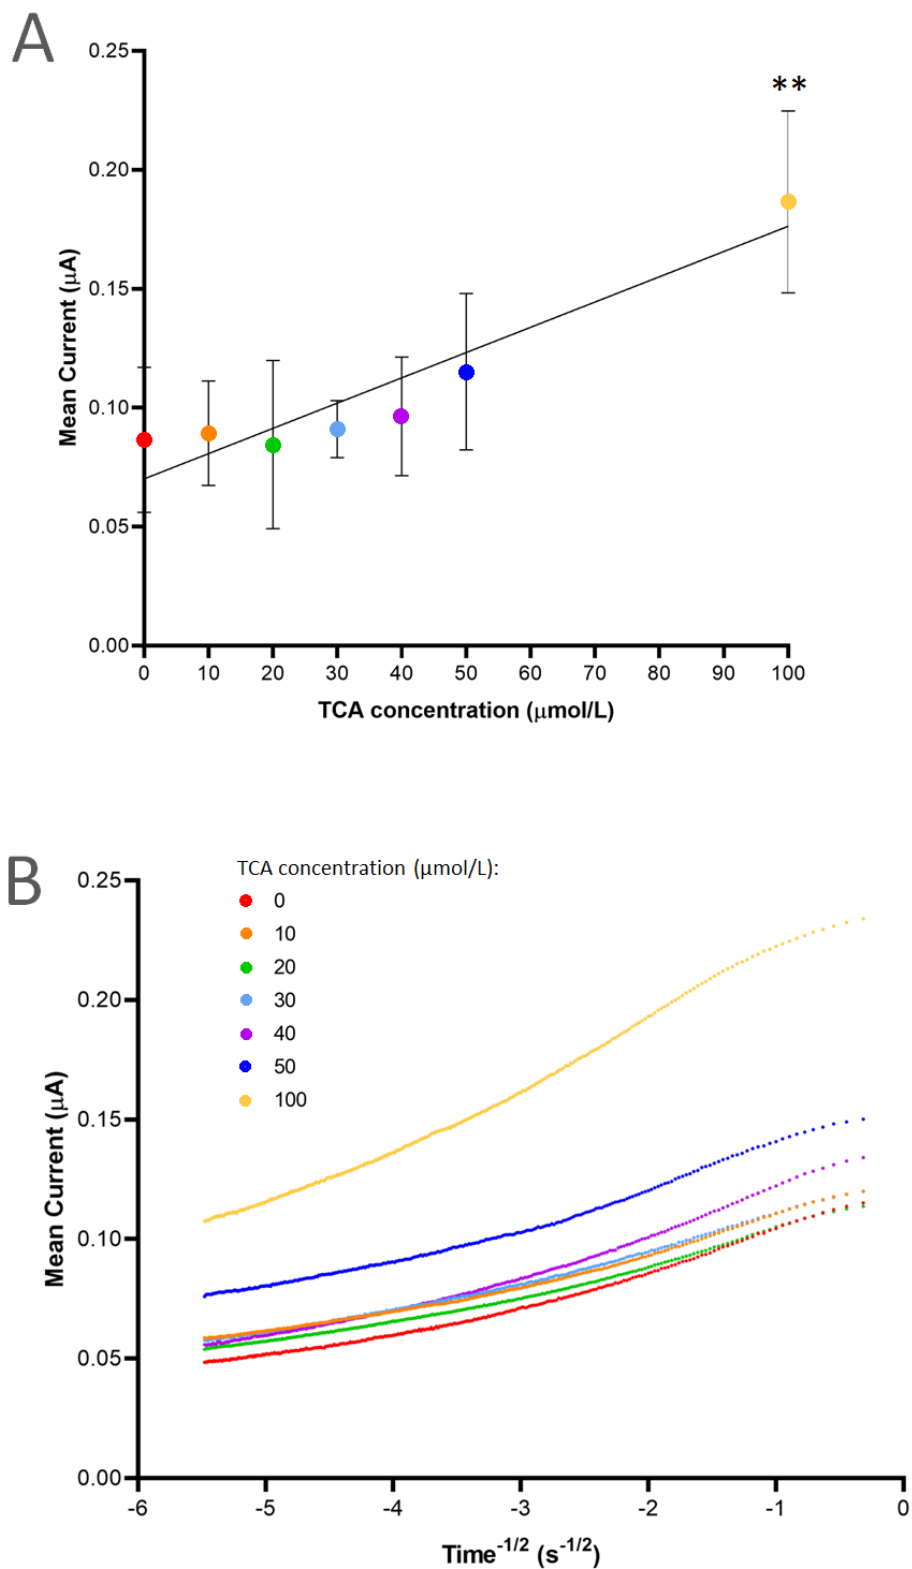 A
0.25
0.20
0.15
0.10
0.05
0.00
Mean Current (μA)
**
0 10 20 30 40 50 60 70 80 90 100
TCA concentration (μmol/L)
B
TCA concentration (μmol/L):
0
10
20
30
40
50
100
0.25
0.20
0.15
0.10
0.05
0.00
Mean Current (μA)
-6 -5 -4 -3 -2 -1 0
Time-1/2 (s-1/2)